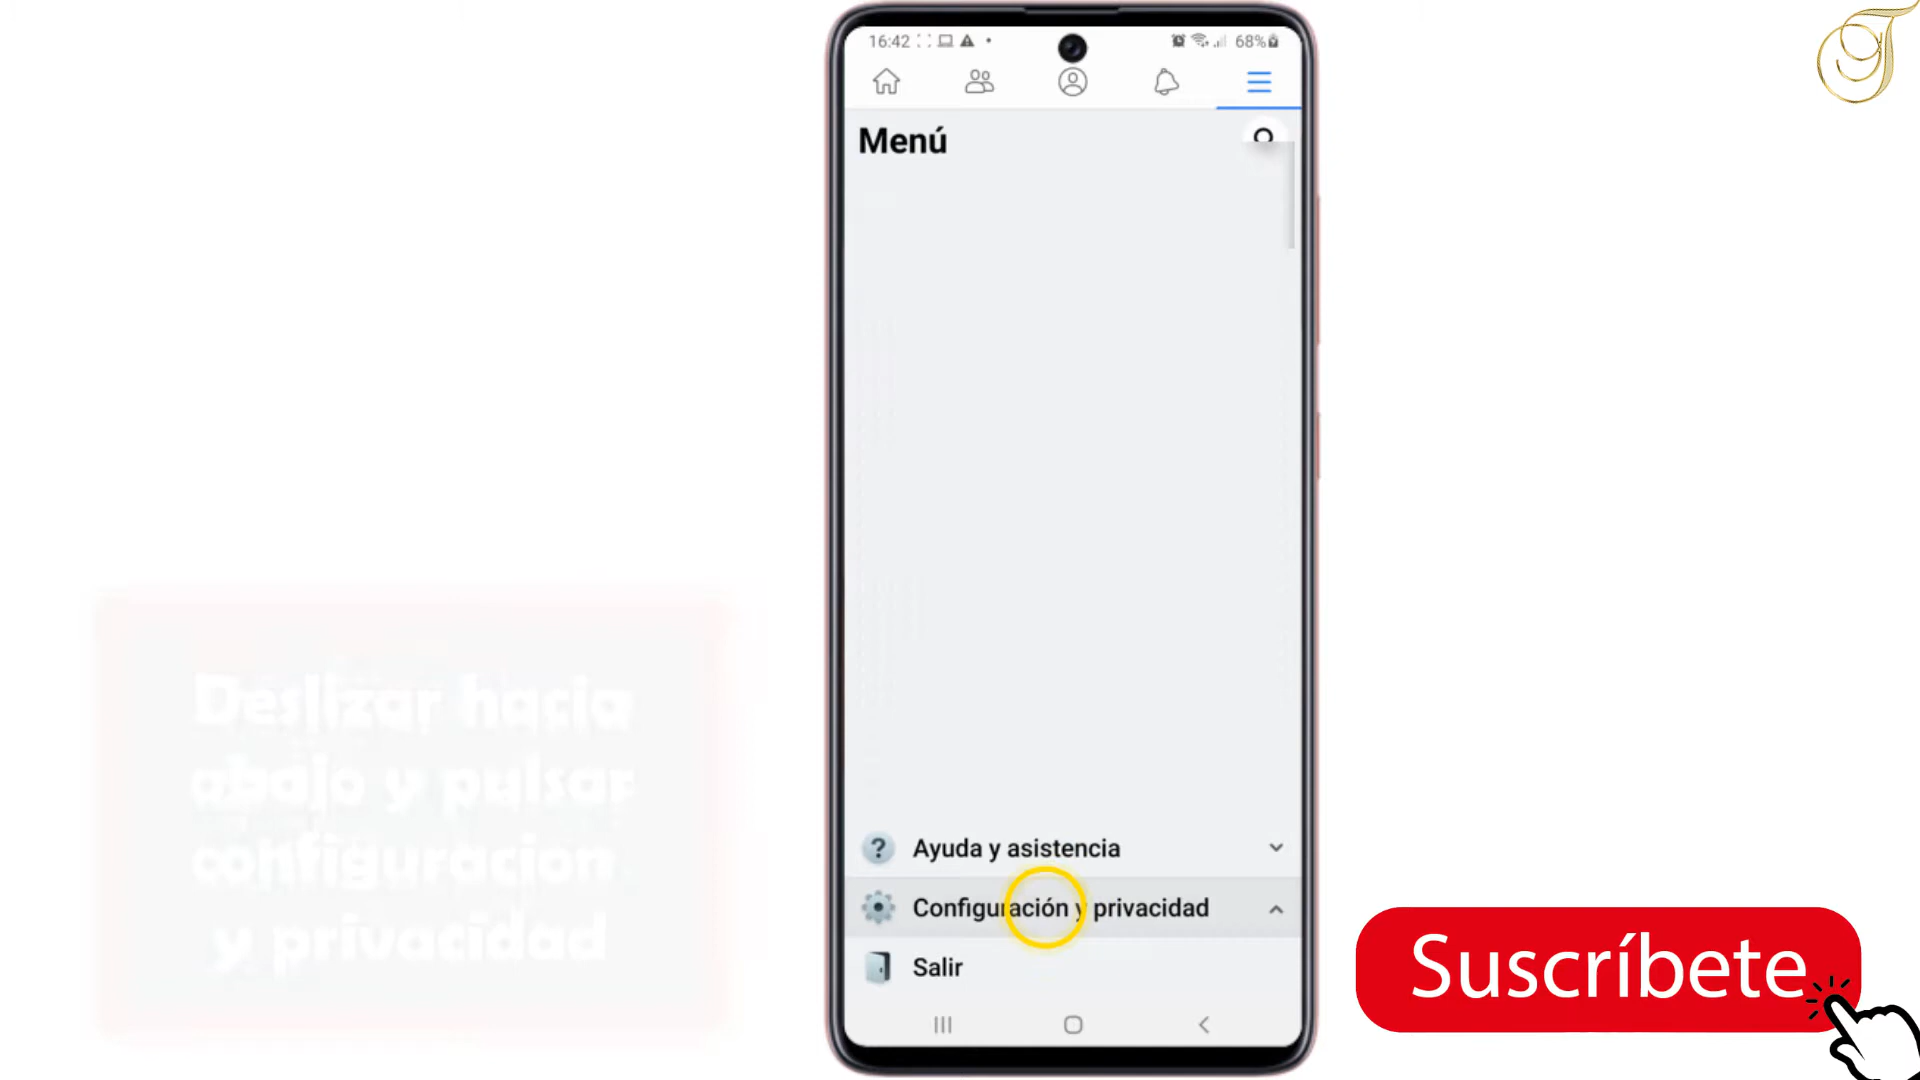 16:42
68%
Menú
Deslizar hacia
abajo y pulsar
configuracion
y privacidad
Ayuda y asistencia
Configuración y privacidad
Salir
Suscríbete